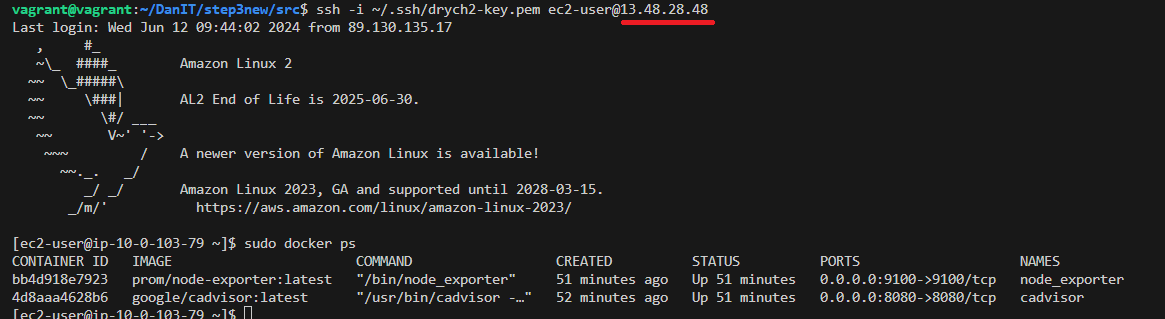 vagrant@vagrant:~/DanIT/step3new/src$ ssh -i ~/.ssh/drych2-key.pem ec2-user@13.48.28.48
Last login: Wed Jun 12 09:44:02 2024 from 89.130.135.17
   ,     #_
   ~\_  ####_        Amazon Linux 2
  ~~  \_#####\
  ~~     \###|       AL2 End of Life is 2025-06-30.
  ~~       \#/ ___
   ~~       V~' '->
    ~~~         /    A newer version of Amazon Linux is available!
      ~~._.   _/
         _/ _/       Amazon Linux 2023, GA and supported until 2028-03-15.
       _/m/'           https://aws.amazon.com/linux/amazon-linux-2023/
[ec2-user@ip-10-0-103-79 ~]$ sudo docker ps
CONTAINER ID   IMAGE                       COMMAND                  CREATED          STATUS          PORTS                    NAMES
bb4d918e7923   prom/node-exporter:latest   "/bin/node_exporter"     51 minutes ago   Up 51 minutes   0.0.0.0:9100->9100/tcp   node_exporter
4d8aaa4628b6   google/cadvisor:latest      "/usr/bin/cadvisor -…"   52 minutes ago   Up 52 minutes   0.0.0.0:8080->8080/tcp   cadvisor
[ec2-user@ip-10-0-103-79 ~]$